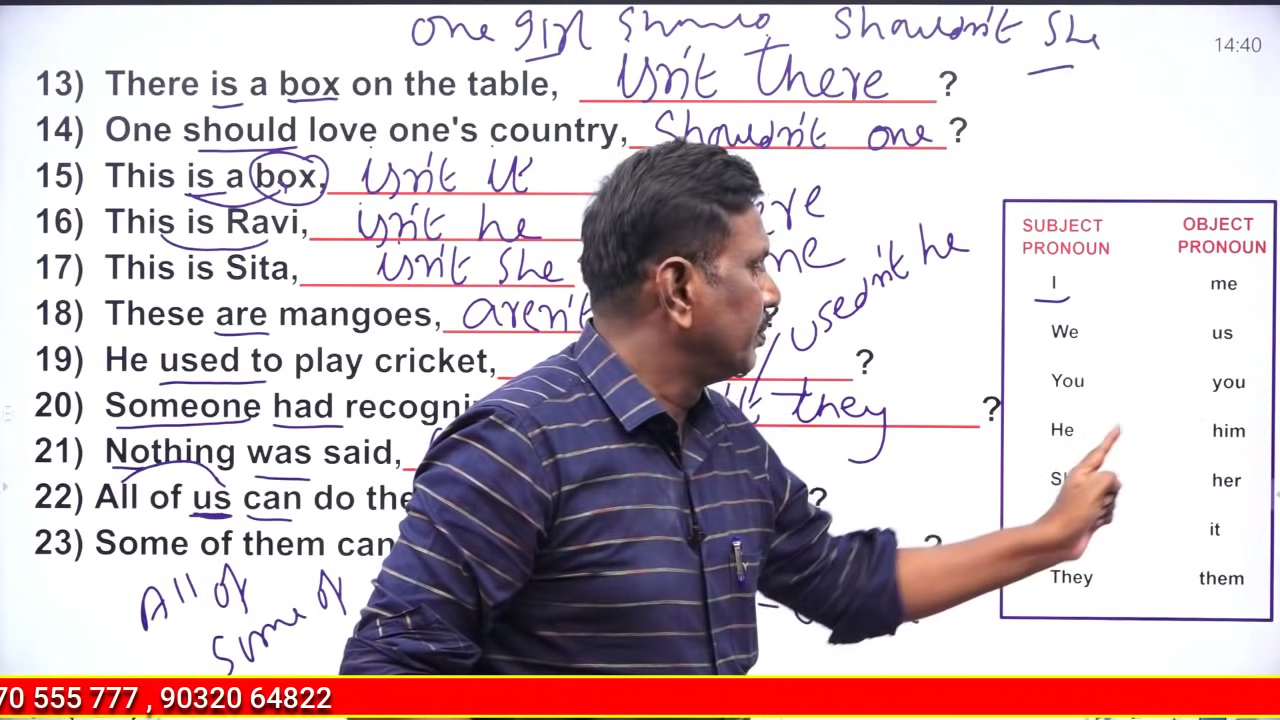 one girl should shouldn't she
14:40
13) There is a box on the table, isn't there ?
14) One should love one's country, shouldn't one ?
15) This is a box, isn't it
16) This is Ravi, isn't he
17) This is Sita, isn't she
18) These are mangoes, aren't
19) He used to play cricket, ?
/ usedn't he
20) Someone had recogni they ?
21) Nothing was said,
22) All of us can do the ?
23) Some of them can ?
All of
Some of
SUBJECT PRONOUN OBJECT PRONOUN
I me
We us
You you
He him
her
it
They them
70 555 777 , 90320 64822